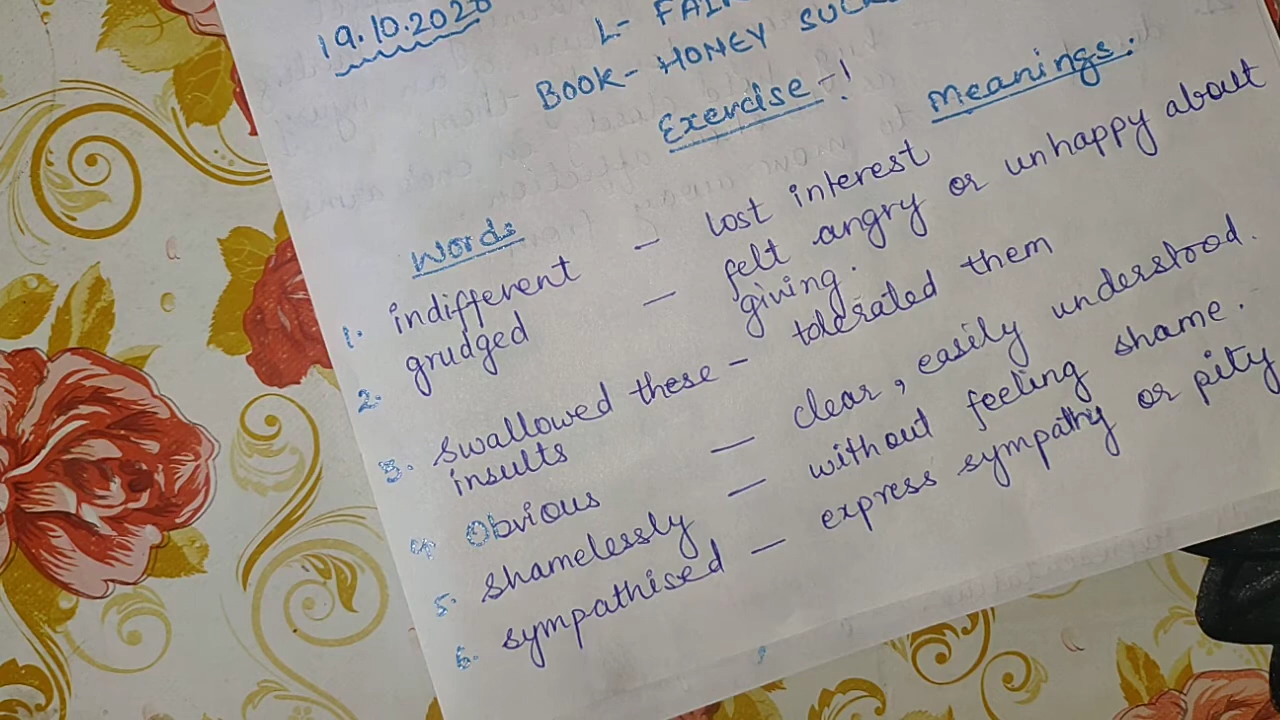 19.10.2020
L-
BOOK- HONEY
Exercise -!
Words Meanings:
1. indifferent - lost interest
2. grudged - felt angry or unhappy about
giving.
3. swallowed these - tolerated them
insults
4. Obvious - clear, easily understood.
5. shamelessly - without feeling shame.
6. sympathised - express sympathy or pity